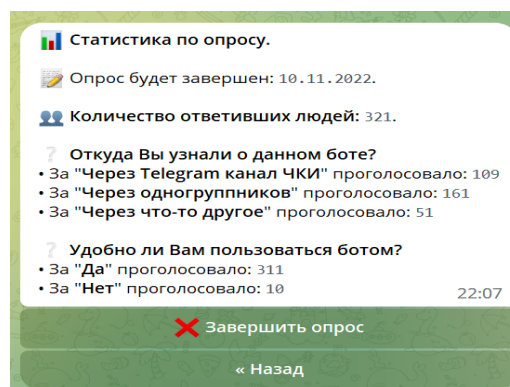 Статистика по опросу.
Опрос будет завершен: 10.11.2022.
Количество ответивших людей: 321.
Откуда Вы узнали о данном боте?
• За "Через Telegram канал ЧКИ" проголосовало: 109
• За "Через одногруппников" проголосовало: 161
• За "Через что-то другое" проголосовало: 51
Удобно ли Вам пользоваться ботом?
• За "Да" проголосовало: 311
• За "Нет" проголосовало: 10
22:07
Завершить опрос
« Назад